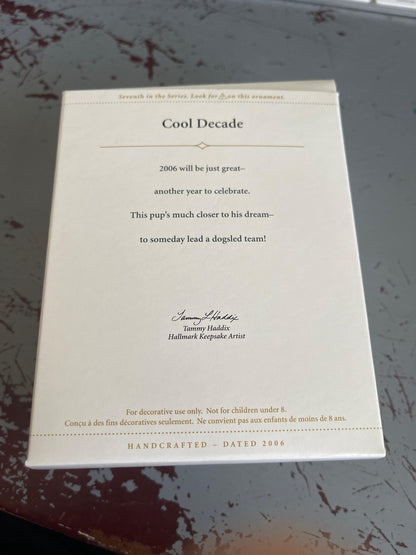 Seventh in the Series. Look for on this ornament.
Cool Decade
2006 will be just great–
another year to celebrate.
This pup's much closer to his dream–
to someday lead a dogsled team!
Tammy L Haddix
Tammy Haddix
Hallmark Keepsake Artist
For decorative use only. Not for children under 8.
Conçu à des fins décoratives seulement. Ne convient pas aux enfants de moins de 8 ans.
HANDCRAFTED – DATED 2006